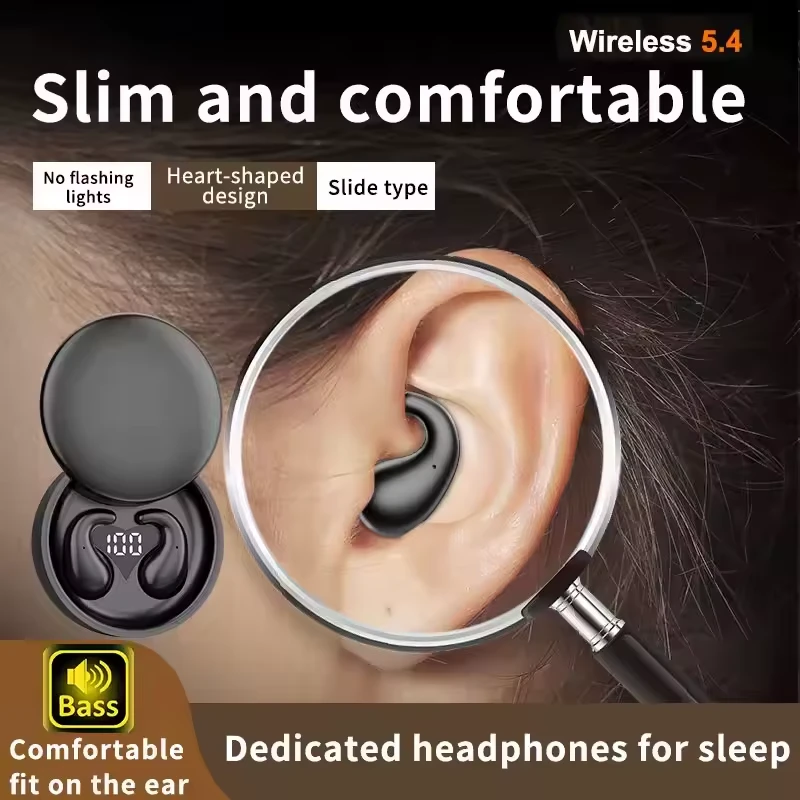 Wireless 5.4
Slim and comfortable
No flashing
lights
Heart-shaped
design
Slide type
100
Bass
Comfortable
fit on the ear
Dedicated headphones for sleep